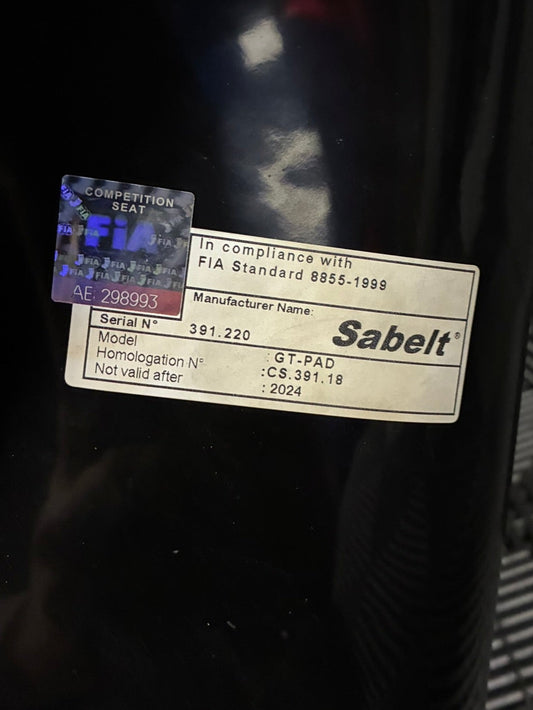 COMPETITION
SEAT
FiA
AE 298993
In compliance with
FIA Standard 8855-1999
Manufacturer Name:
Sabelt®
Serial N° 391.220
Model : GT-PAD
Homologation N° :CS.391.18
Not valid after : 2024